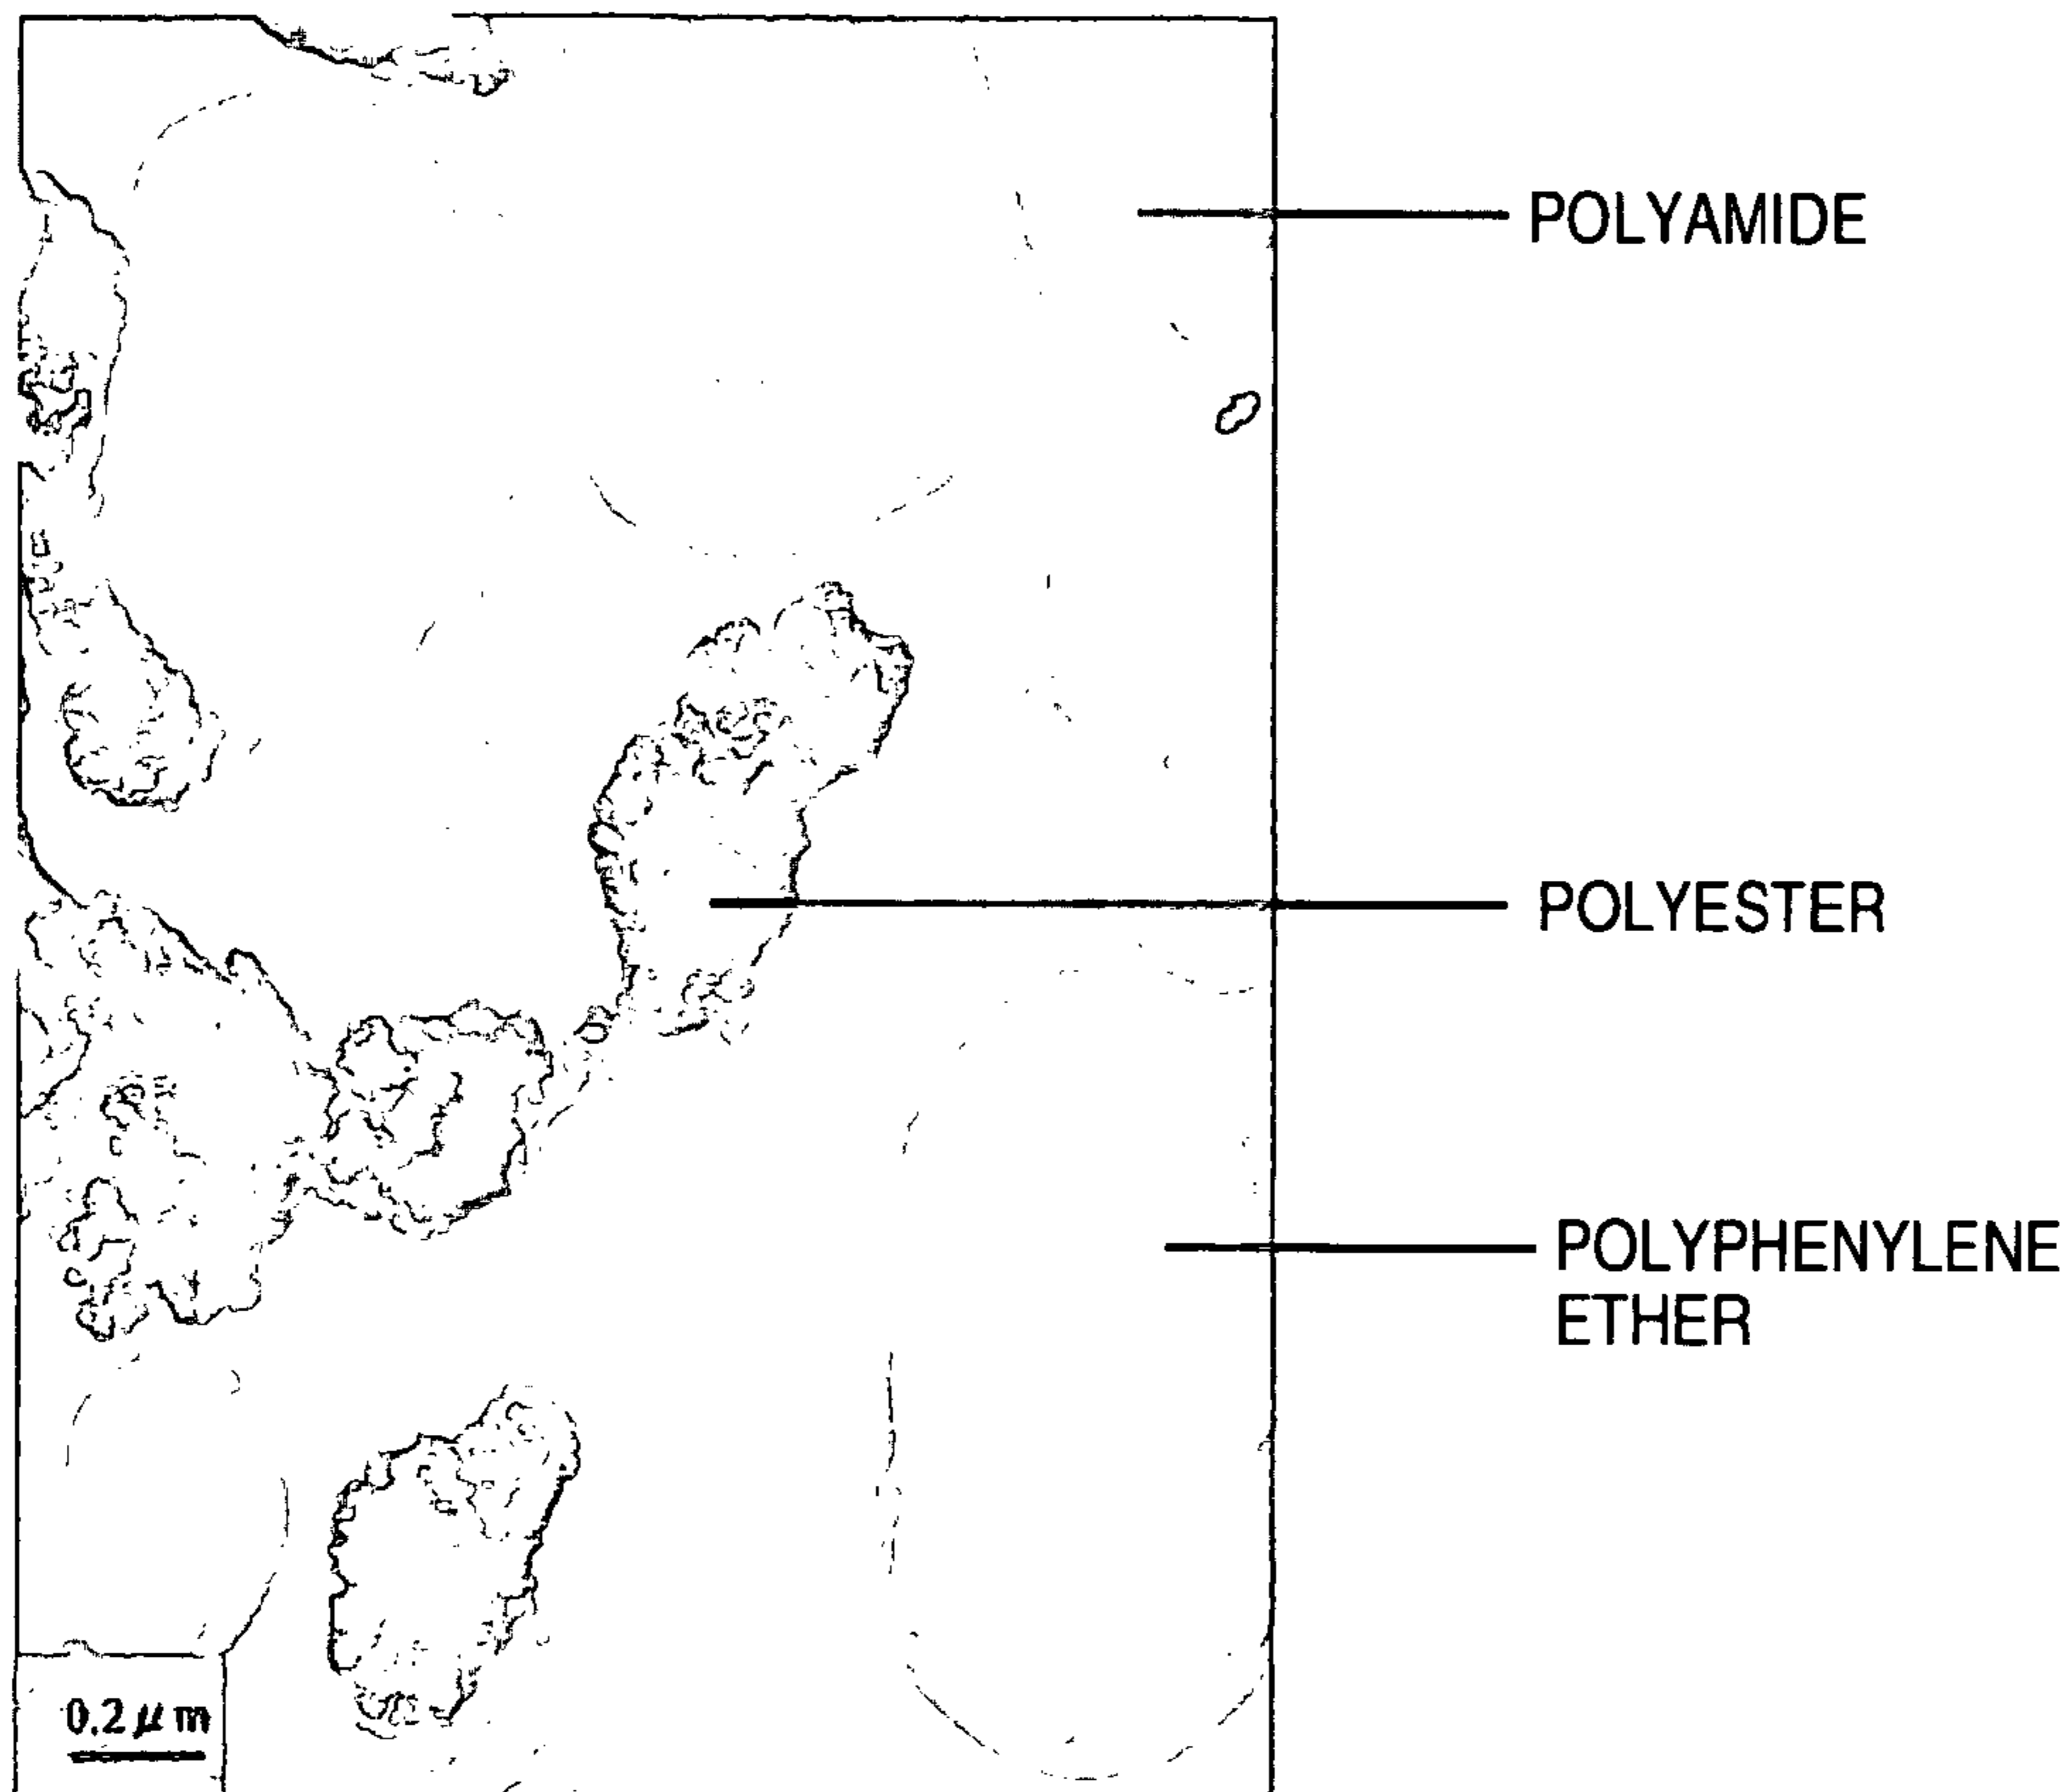 POLYAMIDE
POLYESTER
POLYPHENYLENE
ETHER
0.2 μm